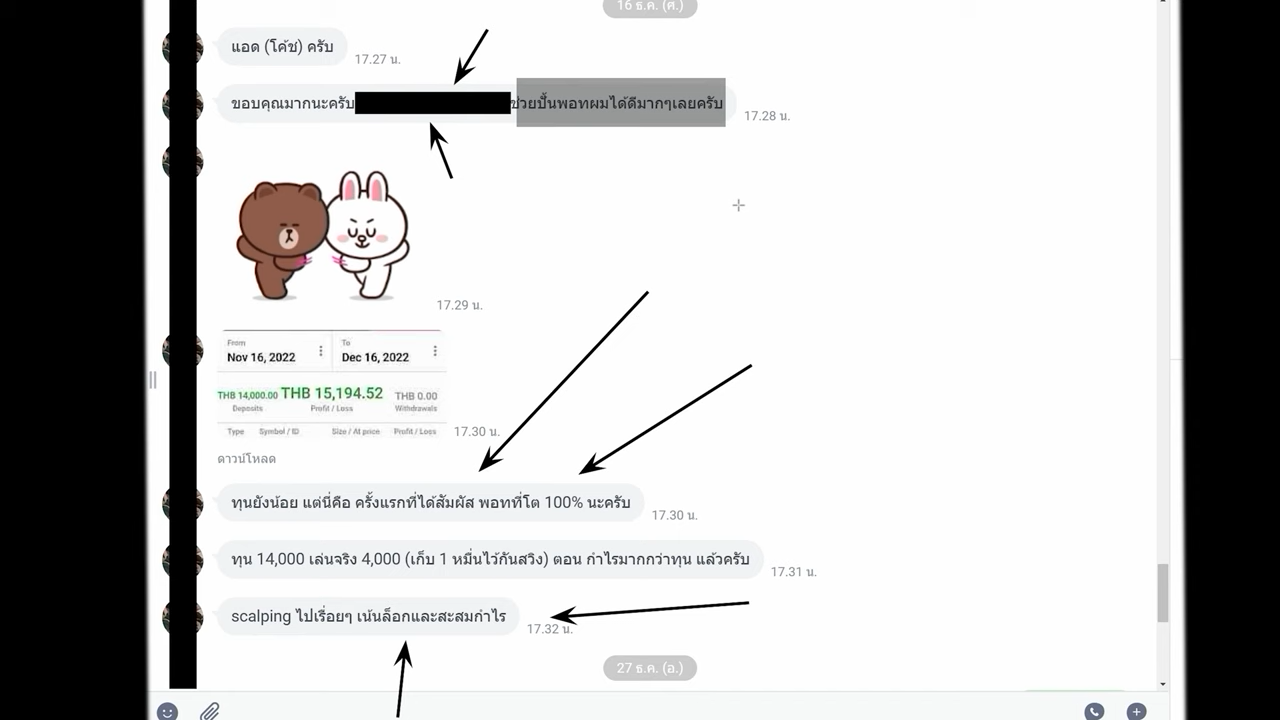 16 ธ.ค. (ศ.)
แอด (โค้ช) ครับ
17.27 น.
ขอบคุณมากนะครับ ช่วยปั้นพอทผมได้ดีมากๆเลยครับ
17.28 น.
17.29 น.
From To
Nov 16, 2022 Dec 16, 2022
THB 14,000.00 THB 15,194.52 THB 0.00
Deposits Profit / Loss Withdrawals
Type Symbol / ID Size / At price Profit / Loss
17.30 น.
ดาวน์โหลด
ทุนยังน้อย แต่นี่คือ ครั้งแรกที่ได้สัมผัส พอทที่โต 100% นะครับ
17.30 น.
ทุน 14,000 เล่นจริง 4,000 (เก็บ 1 หมื่นไว้กันสวิง) ตอน กำไรมากกว่าทุน แล้วครับ
17.31 น.
scalping ไปเรื่อยๆ เน้นล็อกและสะสมกำไร
17.32 น.
27 ธ.ค. (อ.)